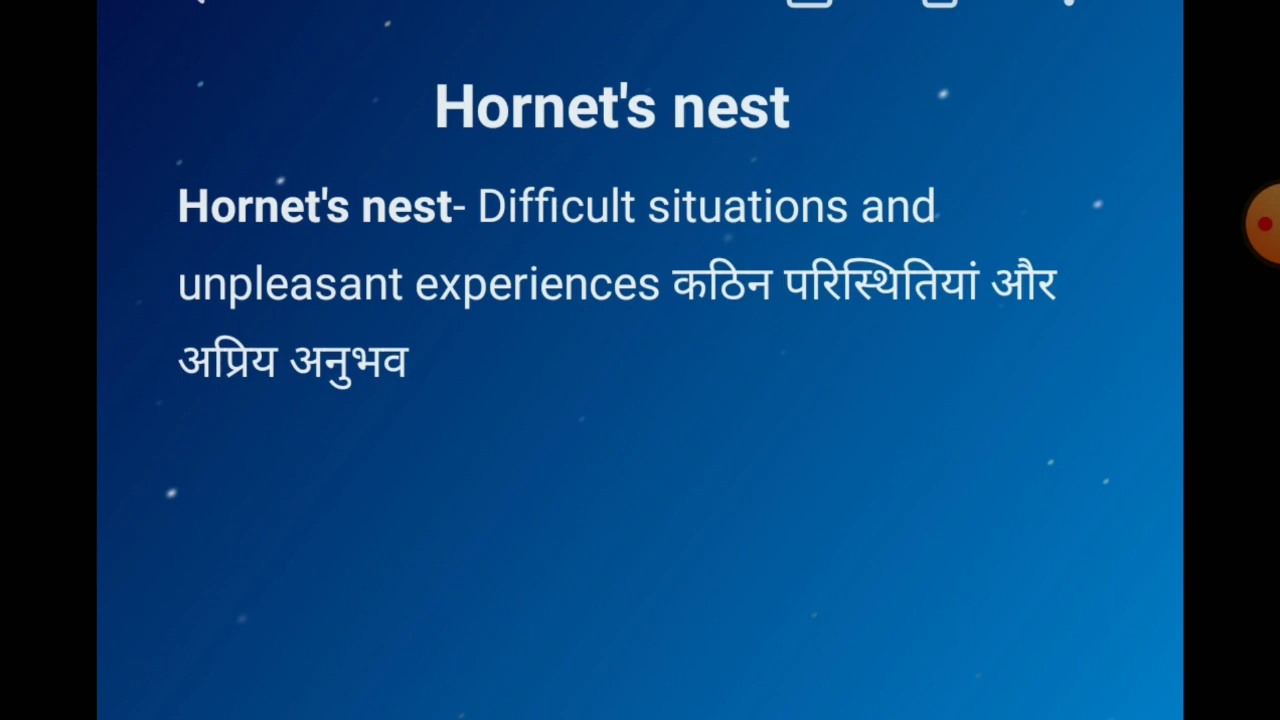 Hornet's nest
Hornet's nest- Difficult situations and
unpleasant experiences कठिन परिस्थितियां और
अप्रिय अनुभव